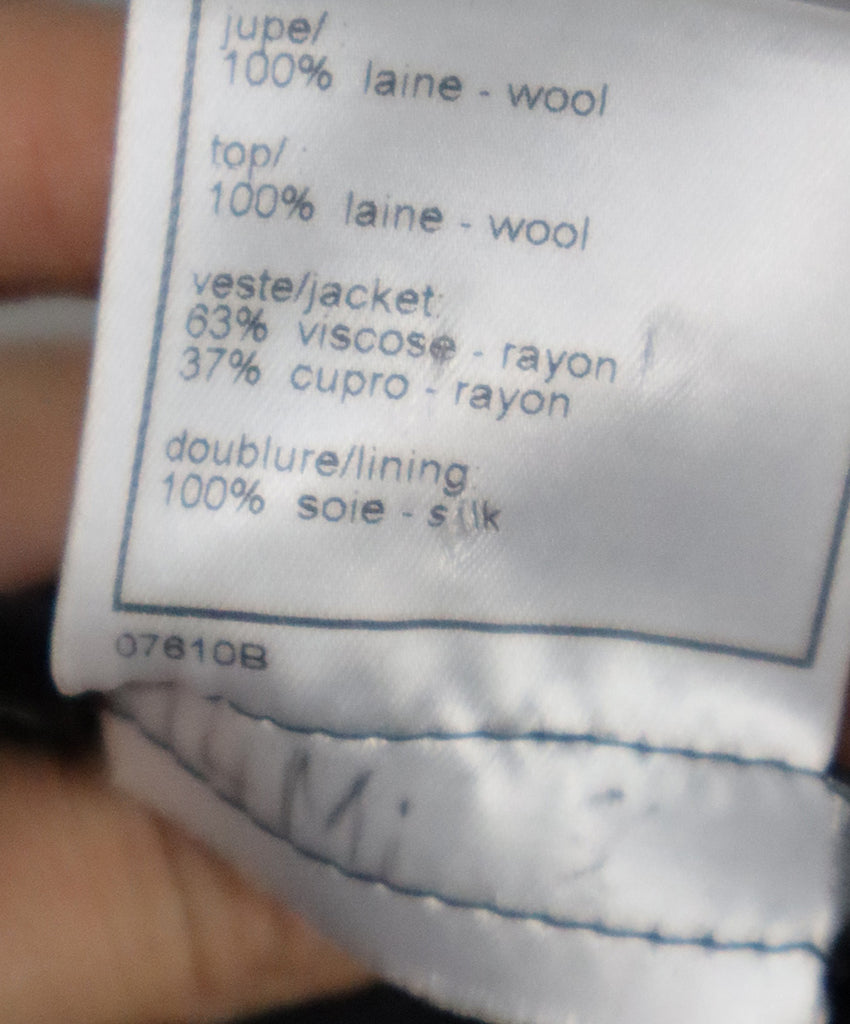 jupe/
100% laine - wool
top/
100% laine - wool
veste/jacket:
63% viscose - rayon
37% cupro - rayon
doublure/lining:
100% soie - silk
07610B